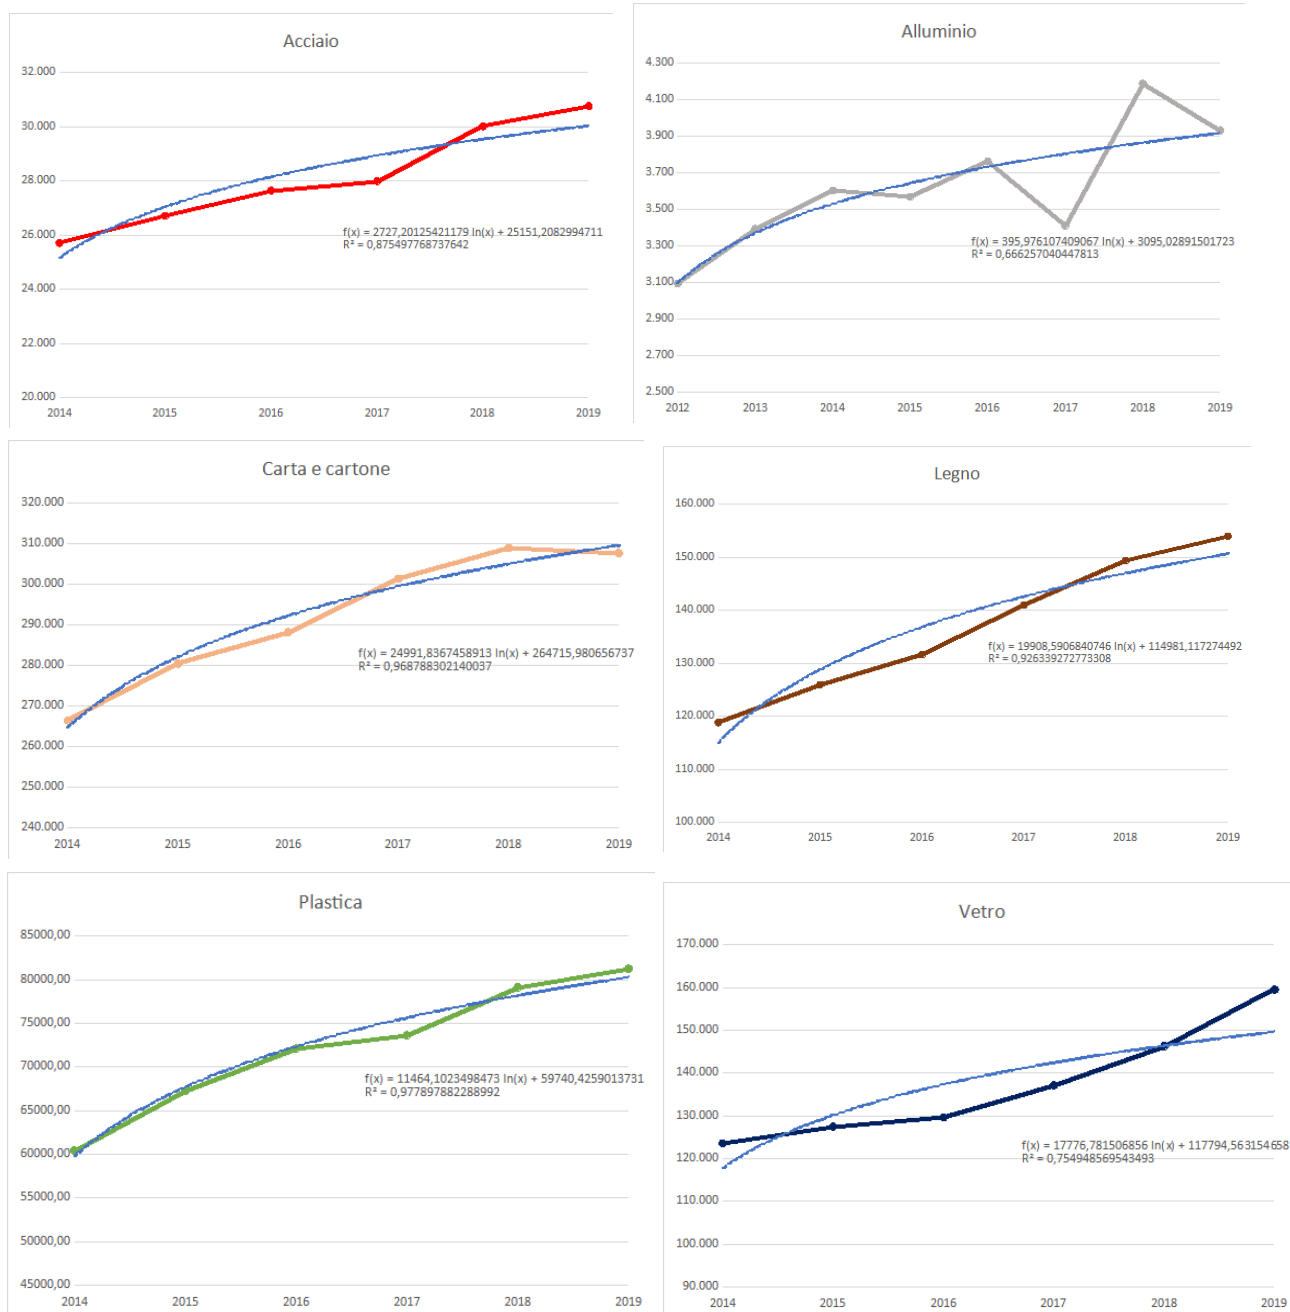 Acciaio
32.000
30.000
28.000
26.000
24.000
22.000
20.000
f(x) = 2727,20125421179 ln(x) + 25151,2082994711
R² = 0,875497768737642
2014 2015 2016 2017 2018 2019
Alluminio
4.300
4.100
3.900
3.700
3.500
3.300
3.100
2.900
2.700
2.500
f(x) = 395,976107409067 ln(x) + 3095,02891501723
R² = 0,666257040447813
2012 2013 2014 2015 2016 2017 2018 2019
Carta e cartone
320.000
310.000
300.000
290.000
280.000
270.000
260.000
250.000
240.000
f(x) = 24991,8367458913 ln(x) + 264715,980656737
R² = 0,968788302140037
2014 2015 2016 2017 2018 2019
Legno
160.000
150.000
140.000
130.000
120.000
110.000
100.000
f(x) = 19908,5906840746 ln(x) + 114981,117274492
R² = 0,926339272773308
2014 2015 2016 2017 2018 2019
Plastica
85000,00
80000,00
75000,00
70000,00
65000,00
60000,00
55000,00
50000,00
45000,00
f(x) = 11464,1023498473 ln(x) + 59740,4259013731
R² = 0,977897882288992
2014 2015 2016 2017 2018 2019
Vetro
170.000
160.000
150.000
140.000
130.000
120.000
110.000
100.000
90.000
f(x) = 17776,781506856 ln(x) + 117794,563154658
R² = 0,754948569543493
2014 2015 2016 2017 2018 2019